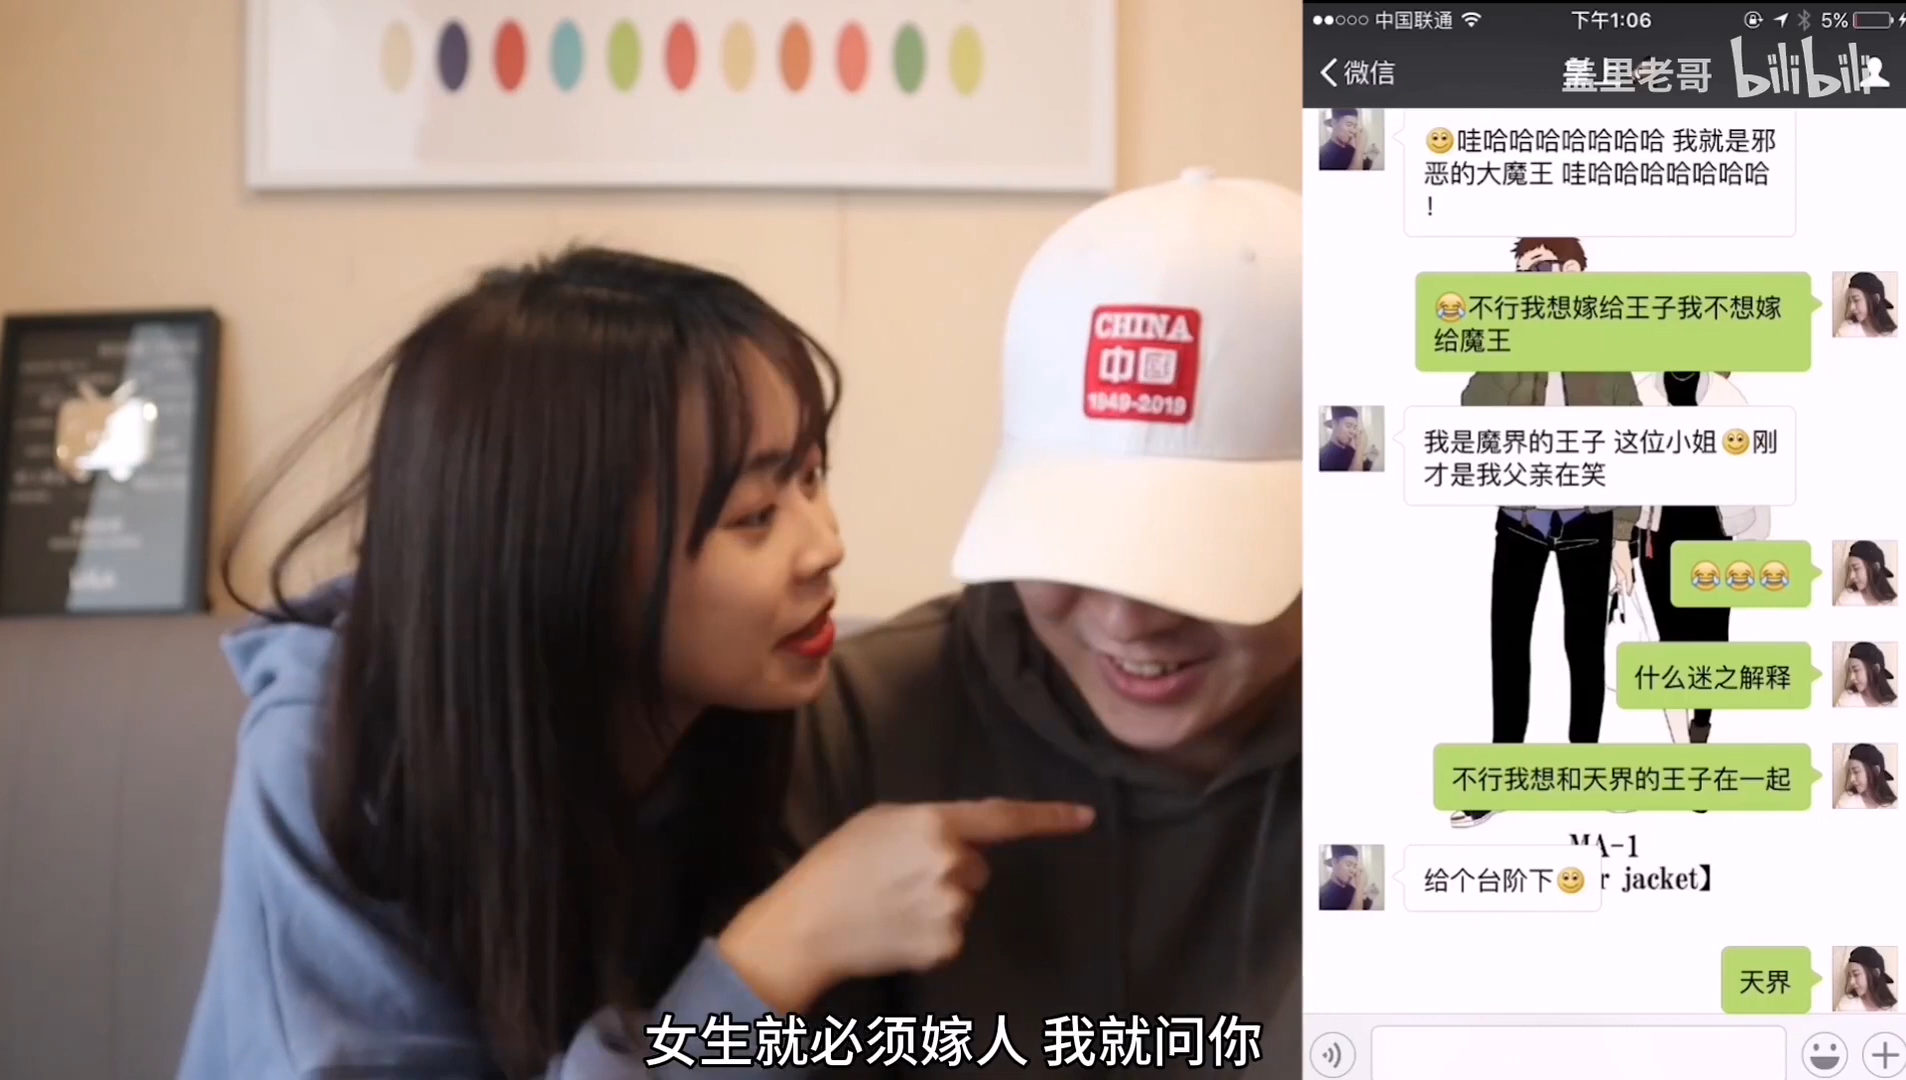 CHINA
中国
1949-2019
女生就必须嫁人 我就问你
中国联通
下午1:06
5%
微信
盖里老哥
bilibili
哇哈哈哈哈哈哈哈 我就是邪
恶的大魔王 哇哈哈哈哈哈哈哈
！
😂不行我想嫁给王子我不想嫁
给魔王
我是魔界的王子 这位小姐 刚
才是我父亲在笑
😂😂😂
什么迷之解释
不行我想和天界的王子在一起
MA-1
给个台阶下
r jacket】
天界